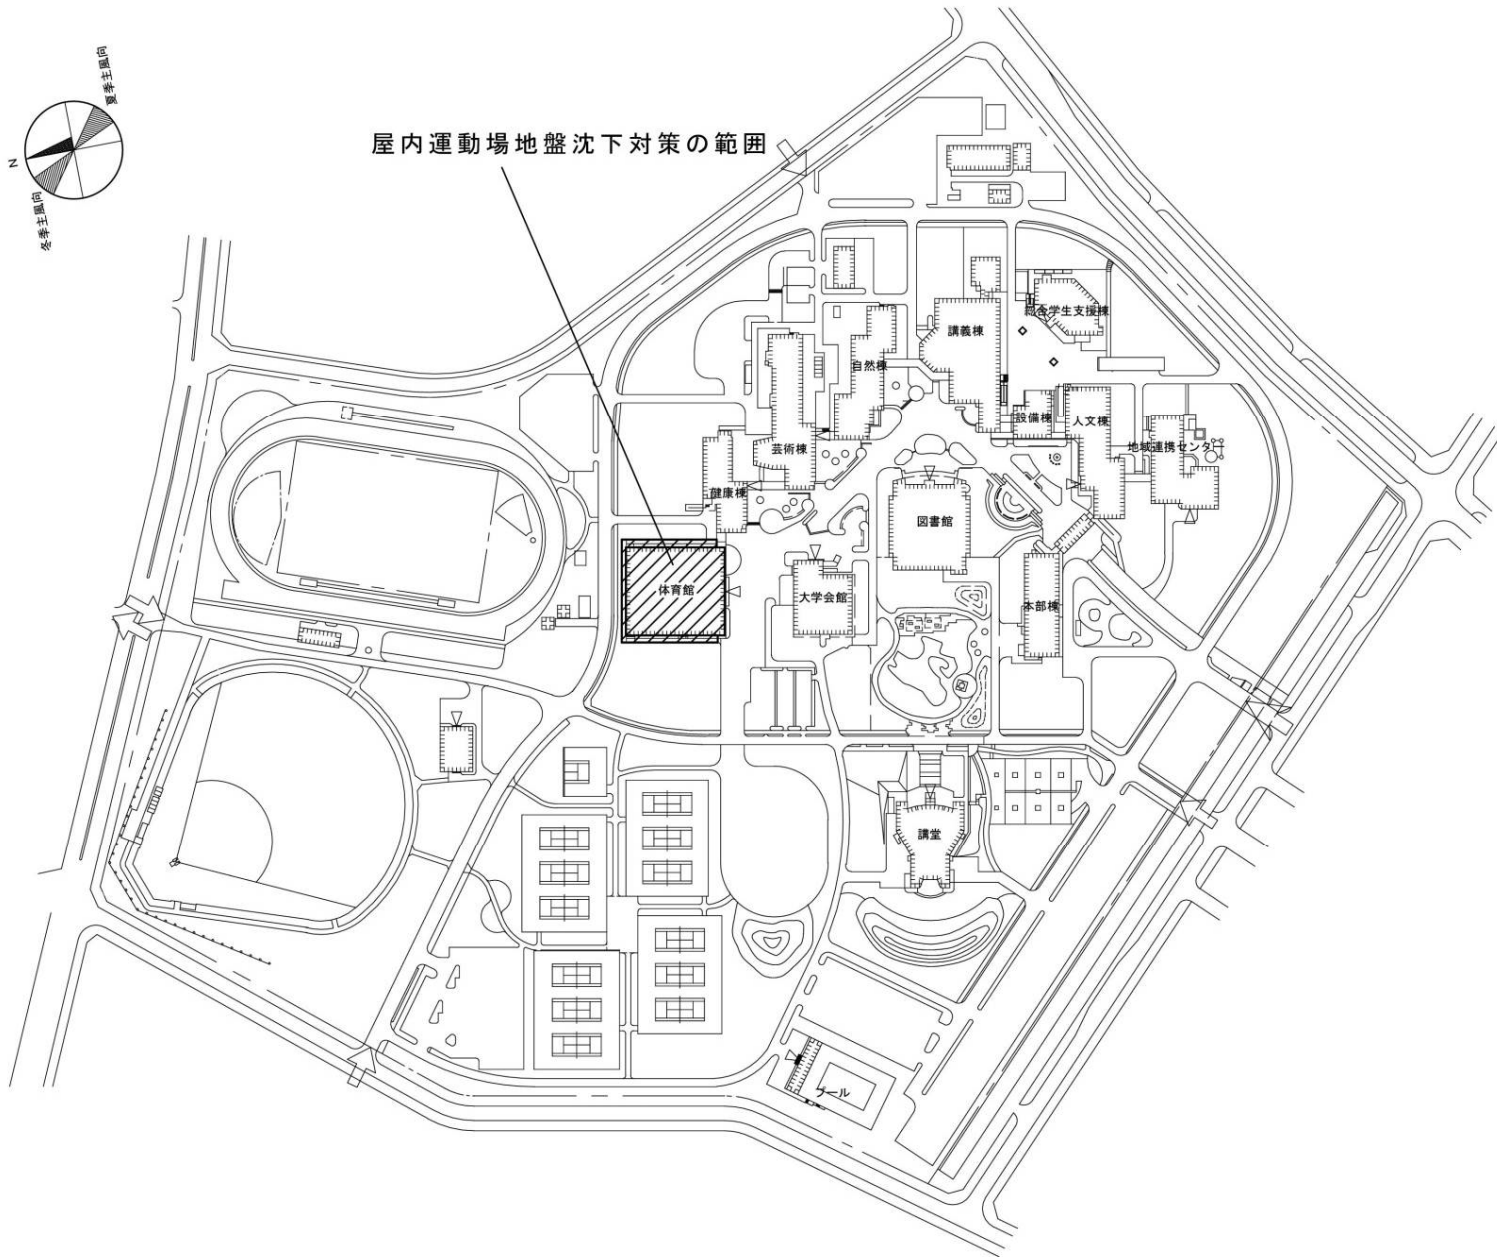 夏季主風向
N
冬季主風向
屋内運動場地盤沈下対策の範囲
総合学生支援棟
講義棟
自然棟
設備棟
人文棟
地域連携センター
芸術棟
健康棟
図書館
体育館
大学会館
本部棟
講堂
プール